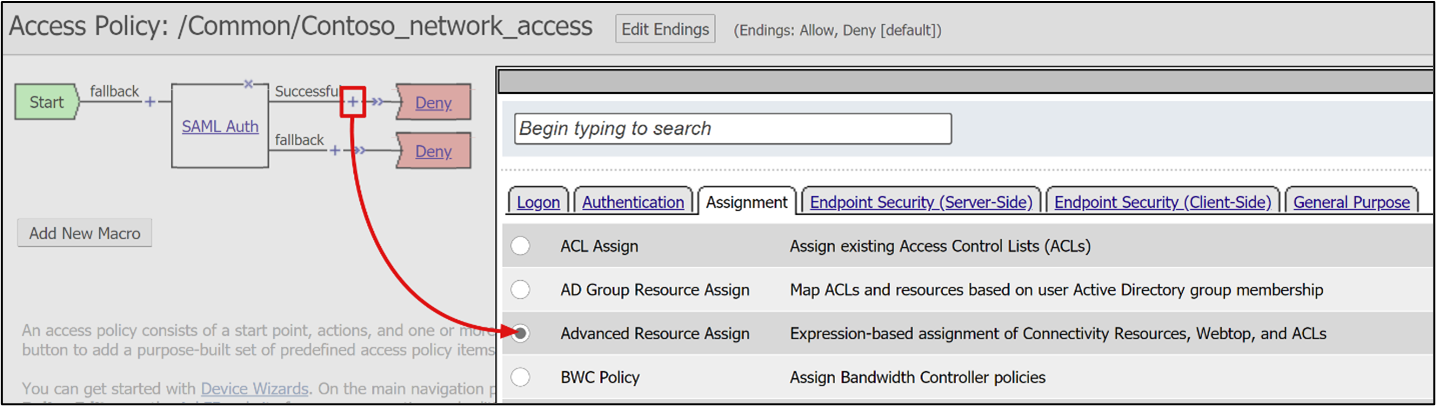 Access Policy: /Common/Contoso_network_access Edit Endings (Endings: Allow, Deny [default])
Start fallback + SAML Auth Successful + Deny
fallback + Deny
Add New Macro
An access policy consists of a start point, actions, and one or more
button to add a purpose-built set of predefined access policy items
You can get started with Device Wizards. On the main navigation p
Begin typing to search
Logon Authentication Assignment Endpoint Security (Server-Side) Endpoint Security (Client-Side) General Purpose
ACL Assign Assign existing Access Control Lists (ACLs)
AD Group Resource Assign Map ACLs and resources based on user Active Directory group membership
Advanced Resource Assign Expression-based assignment of Connectivity Resources, Webtop, and ACLs
BWC Policy Assign Bandwidth Controller policies